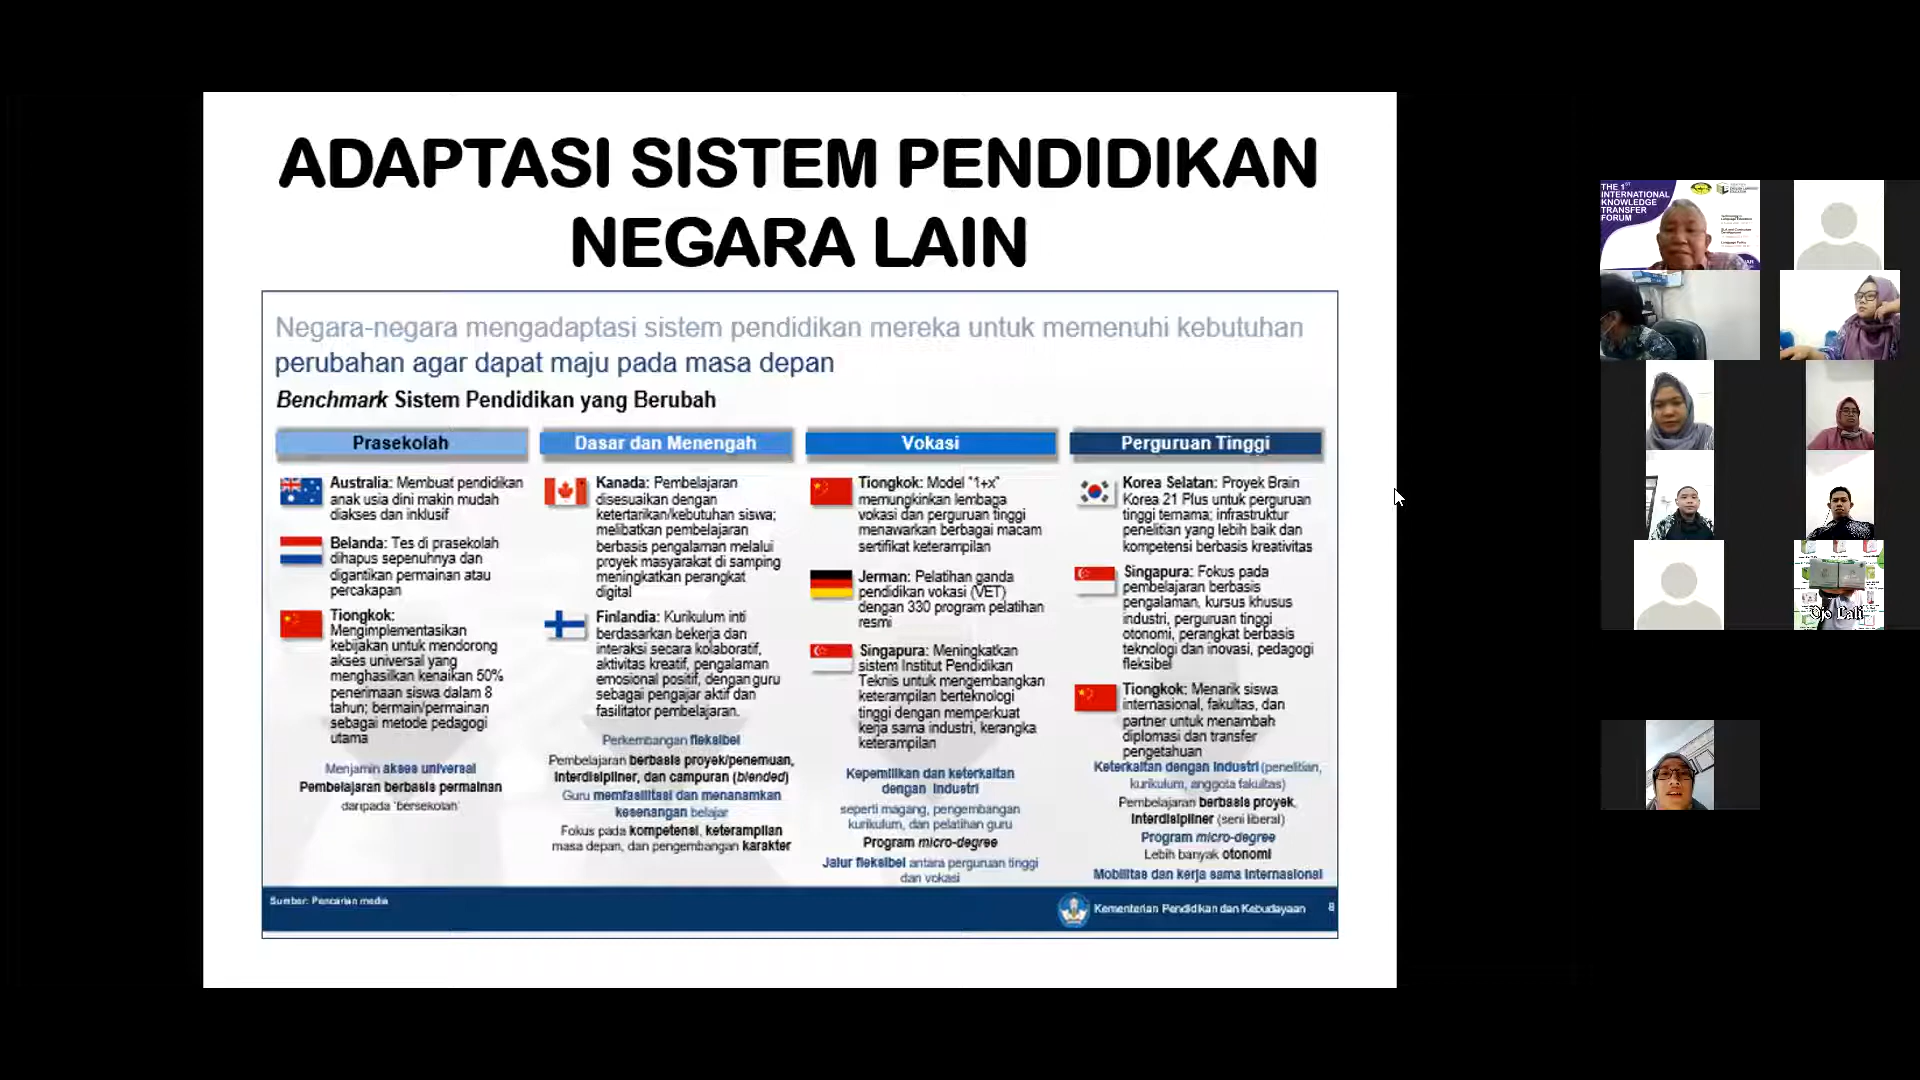 ADAPTASI SISTEM PENDIDIKAN
NEGARA LAIN
Negara-negara mengadaptasi sistem pendidikan mereka untuk memenuhi kebutuhan
perubahan agar dapat maju pada masa depan
Benchmark Sistem Pendidikan yang Berubah
Prasekolah
Australia: Membuat pendidikan
anak usia dini makin mudah
diakses dan inklusif
Belanda: Tes di prasekolah
dihapus sepenuhnya dan
digantikan permainan atau
percakapan
Tiongkok:
Mengimplementasikan
kebijakan untuk mendorong
akses universal yang
menghasilkan kenaikan 50%
penerimaan siswa dalam 8
tahun; bermain/permainan
sebagai metode pedagogi
utama
Menjamin akses universal
Pembelajaran berbasis permainan
daripada 'bersekolah'
Dasar dan Menengah
Kanada: Pembelajaran
disesuaikan dengan
ketertarikan/kebutuhan siswa;
melibatkan pembelajaran
berbasis pengalaman melalui
proyek masyarakat di samping
meningkatkan perangkat
digital
Finlandia: Kurikulum inti
berdasarkan bekerja dan
interaksi secara kolaboratif,
aktivitas kreatif, pengalaman
emosional positif, dengan guru
sebagai pengajar aktif dan
fasilitator pembelajaran.
Perkembangan fleksibel
Pembelajaran berbasis proyek/penemuan,
interdisipliner, dan campuran (blended)
Guru memfasilitasi dan menanamkan
kesenangan belajar
Fokus pada kompetensi, keterampilan
masa depan, dan pengembangan karakter
Vokasi
Tiongkok: Model "1+x"
memungkinkan lembaga
vokasi dan perguruan tinggi
menawarkan berbagai macam
sertifikat keterampilan
Jerman: Pelatihan ganda
pendidikan vokasi (VET)
dengan 330 program pelatihan
resmi
Singapura: Meningkatkan
sistem Institut Pendidikan
Teknis untuk mengembangkan
keterampilan berteknologi
tinggi dengan memperkuat
kerja sama industri, kerangka
keterampilan
Kepemilikan dan keterkaitan
dengan industri
seperti magang, pengembangan
kurikulum, dan pelatihan guru
Program micro-degree
Jalur fleksibel antara perguruan tinggi
dan vokasi
Perguruan Tinggi
Korea Selatan: Proyek Brain
Korea 21 Plus untuk perguruan
tinggi ternama; infrastruktur
penelitian yang lebih baik dan
kompetensi berbasis kreativitas
Singapura: Fokus pada
pembelajaran berbasis
pengalaman, kursus khusus
industri, perguruan tinggi
otonomi, perangkat berbasis
teknologi dan inovasi, pedagogi
fleksibel
Tiongkok: Menarik siswa
internasional, fakultas, dan
partner untuk menambah
diplomasi dan transfer
pengetahuan
Keterkaitan dengan industri (penelitian,
kurikulum, anggota fakultas)
Pembelajaran berbasis proyek,
interdisipliner (seni liberal)
Program micro-degree
Lebih banyak otonomi
Mobilitas dan kerja sama internasional
Sumber: Pencarian media
Kementerian Pendidikan dan Kebudayaan
8
THE 1ST
INTERNATIONAL
KNOWLEDGE
TRANSFER
FORUM
Ojo Lali